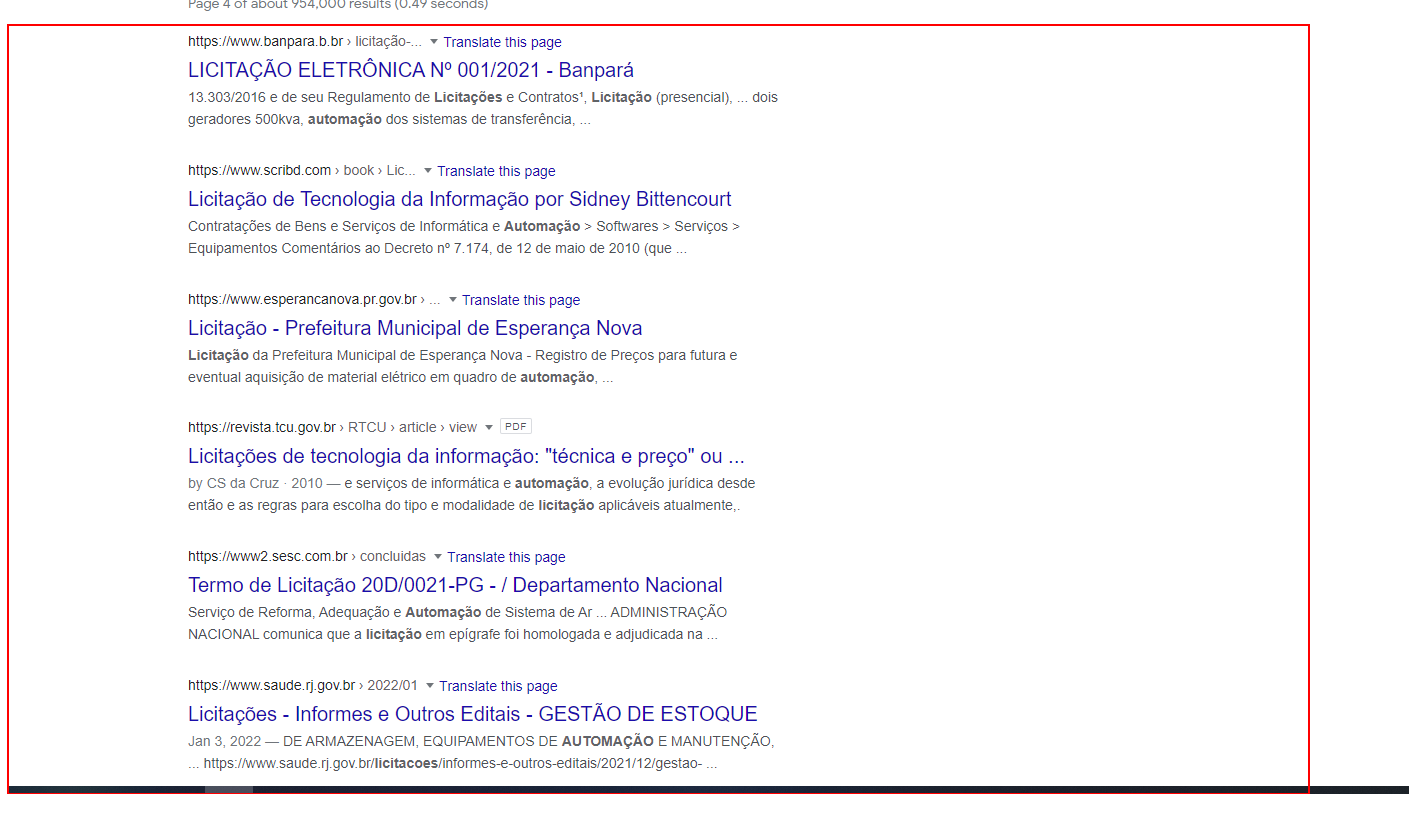 Page 4 of about 954,000 results (0.49 seconds)
https://www.banpara.b.br › licitação-... Translate this page
LICITAÇÃO ELETRÔNICA Nº 001/2021 - Banpará
13.303/2016 e de seu Regulamento de Licitações e Contratos¹, Licitação (presencial), ... dois
geradores 500kva, automação dos sistemas de transferência, ...
https://www.scribd.com › book › Lic... Translate this page
Licitação de Tecnologia da Informação por Sidney Bittencourt
Contratações de Bens e Serviços de Informática e Automação > Softwares > Serviços >
Equipamentos Comentários ao Decreto nº 7.174, de 12 de maio de 2010 (que ...
https://www.esperancanova.pr.gov.br › ... Translate this page
Licitação - Prefeitura Municipal de Esperança Nova
Licitação da Prefeitura Municipal de Esperança Nova - Registro de Preços para futura e
eventual aquisição de material elétrico em quadro de automação, ...
https://revista.tcu.gov.br › RTCU › article › view PDF
Licitações de tecnologia da informação: "técnica e preço" ou ...
by CS da Cruz · 2010 — e serviços de informática e automação, a evolução jurídica desde
então e as regras para escolha do tipo e modalidade de licitação aplicáveis atualmente,.
https://www2.sesc.com.br › concluidas Translate this page
Termo de Licitação 20D/0021-PG - / Departamento Nacional
Serviço de Reforma, Adequação e Automação de Sistema de Ar ... ADMINISTRAÇÃO
NACIONAL comunica que a licitação em epígrafe foi homologada e adjudicada na ...
https://www.saude.rj.gov.br › 2022/01 Translate this page
Licitações - Informes e Outros Editais - GESTÃO DE ESTOQUE
Jan 3, 2022 — DE ARMAZENAGEM, EQUIPAMENTOS DE AUTOMAÇÃO E MANUTENÇÃO,
... https://www.saude.rj.gov.br/licitacoes/informes-e-outros-editais/2021/12/gestao- ...